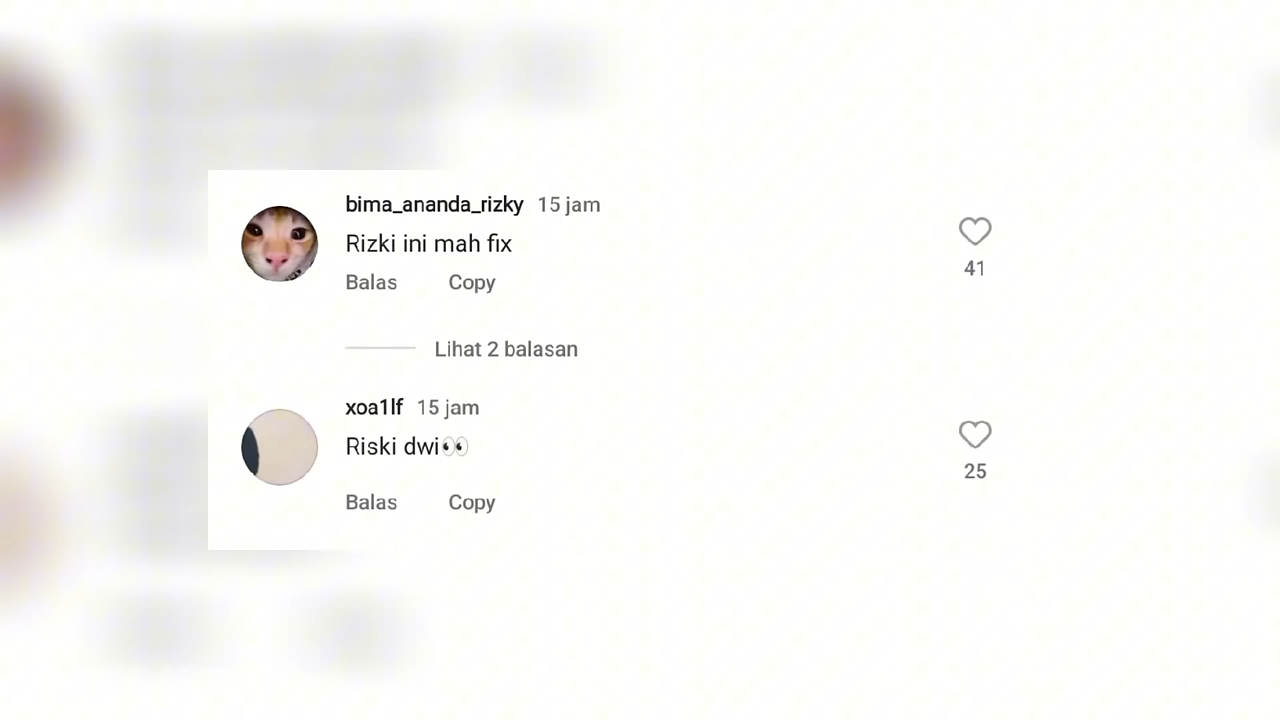 bima_ananda_rizky 15 jam
Rizki ini mah fix
41
Balas Copy
Lihat 2 balasan
xoa1lf 15 jam
Riski dwi👀
25
Balas Copy